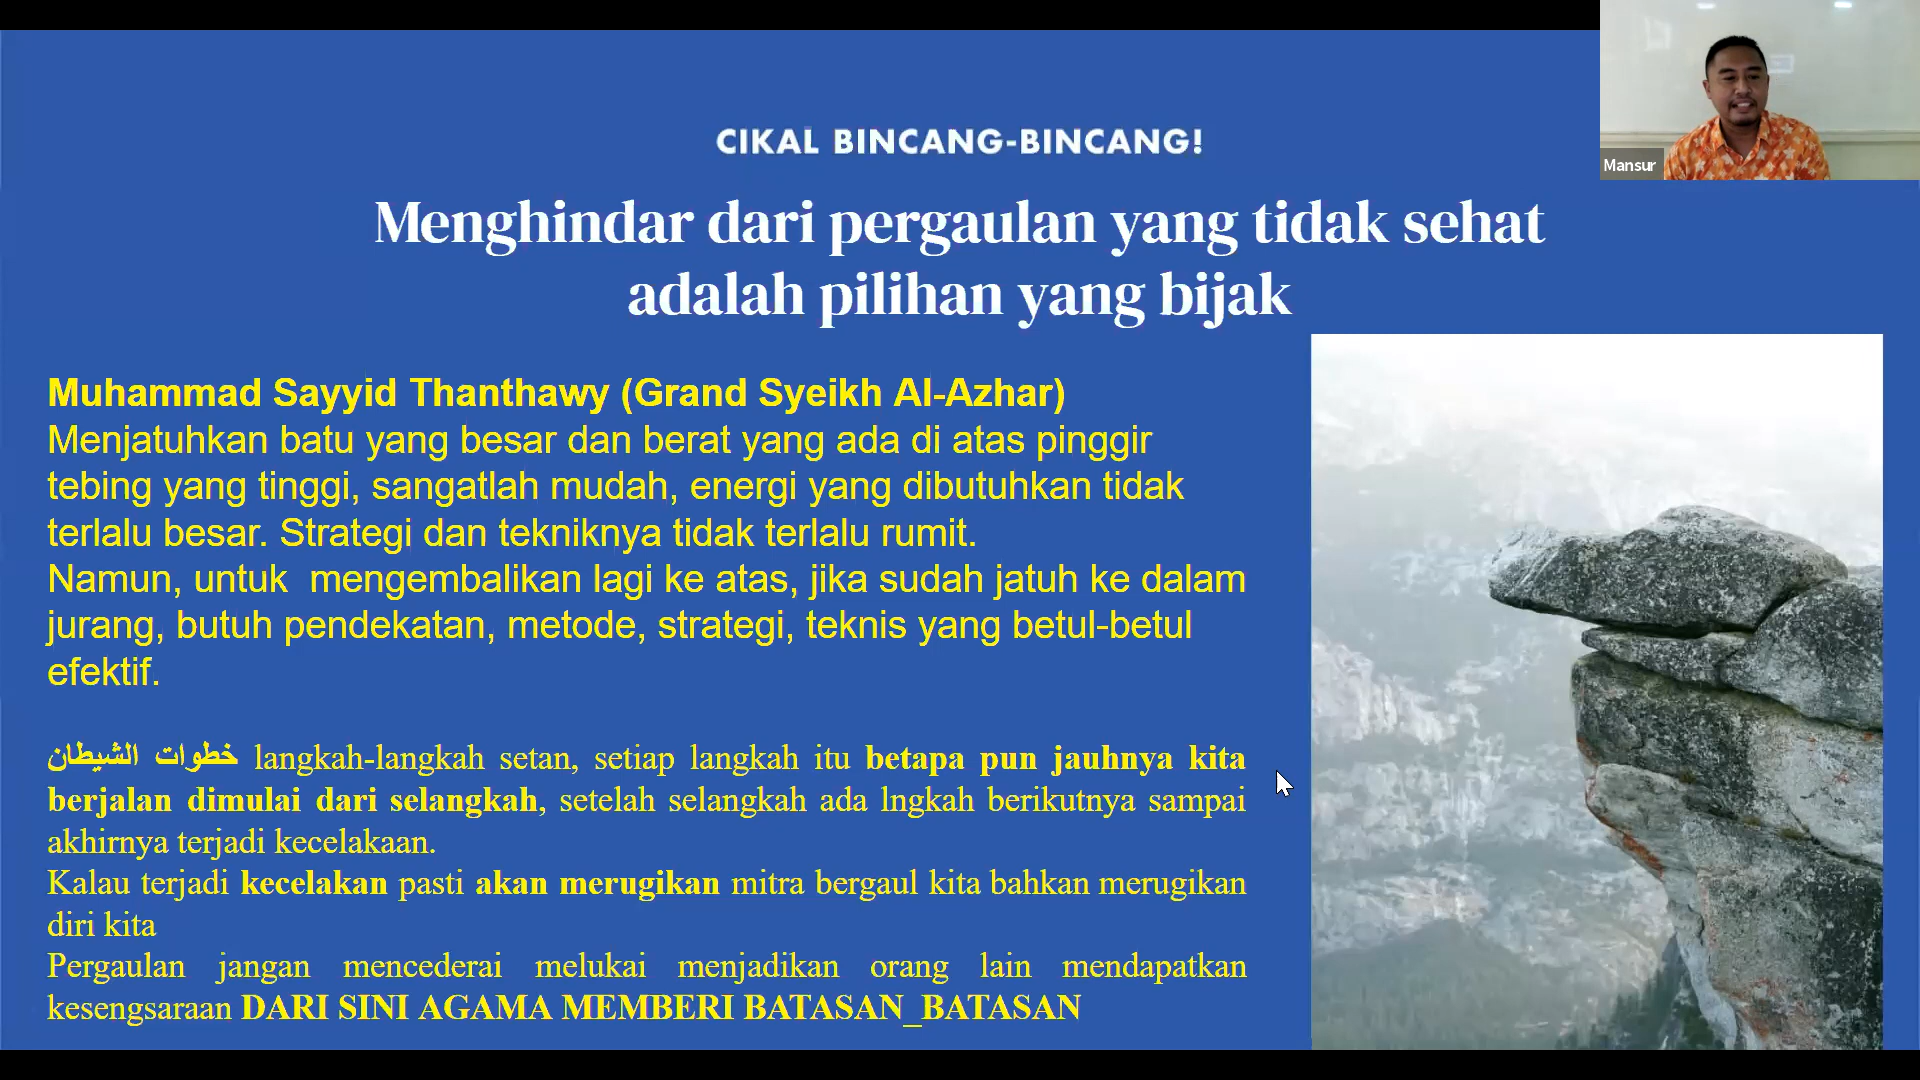 CIKAL BINCANG-BINCANG!
Mansur
Menghindar dari pergaulan yang tidak sehat
adalah pilihan yang bijak
Muhammad Sayyid Thanthawy (Grand Syeikh Al-Azhar)
Menjatuhkan batu yang besar dan berat yang ada di atas pinggir
tebing yang tinggi, sangatlah mudah, energi yang dibutuhkan tidak
terlalu besar. Strategi dan tekniknya tidak terlalu rumit.
Namun, untuk  mengembalikan lagi ke atas, jika sudah jatuh ke dalam
jurang, butuh pendekatan, metode, strategi, teknis yang betul-betul
efektif.
خطوات الشيطان langkah-langkah setan, setiap langkah itu betapa pun jauhnya kita
berjalan dimulai dari selangkah, setelah selangkah ada lngkah berikutnya sampai
akhirnya terjadi kecelakaan.
Kalau terjadi kecelakan pasti akan merugikan mitra bergaul kita bahkan merugikan
diri kita
Pergaulan jangan mencederai melukai menjadikan orang lain mendapatkan
kesengsaraan DARI SINI AGAMA MEMBERI BATASAN_BATASAN